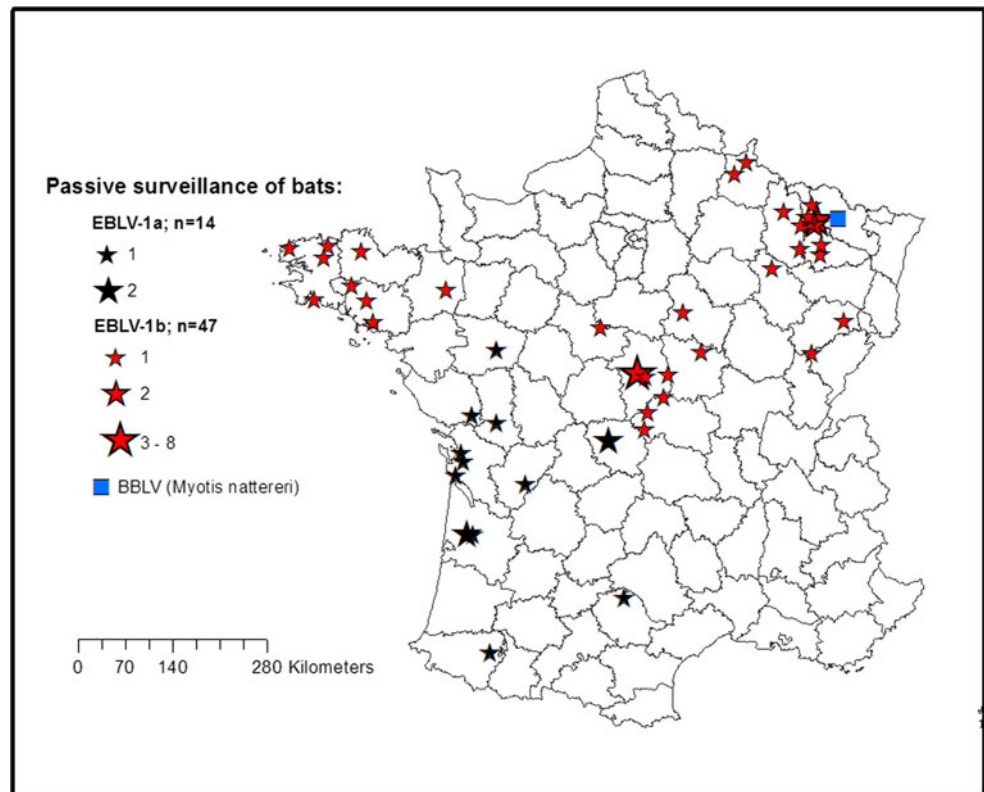 Passive surveillance of bats:
EBLV-1a; n=14
1
2
EBLV-1b; n=47
1
2
3 - 8
BBLV (Myotis nattereri)
0 70 140 280 Kilometers